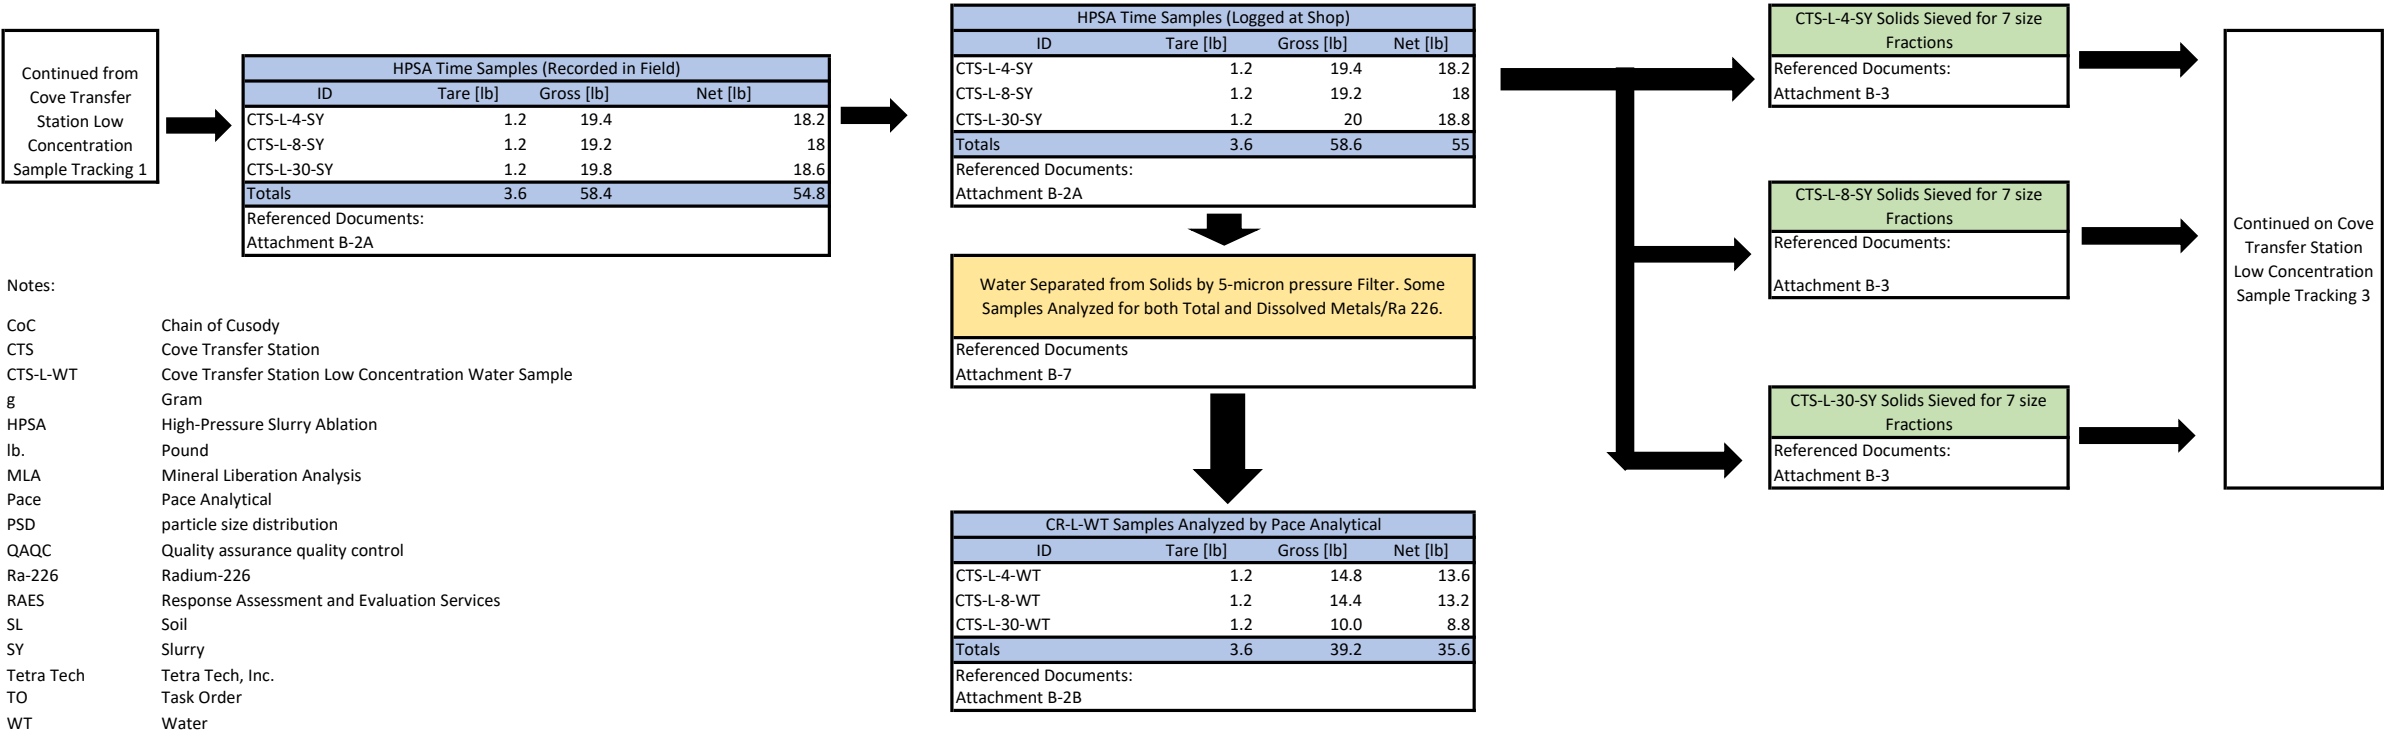 Continued from
Cove Transfer
Station Low
Concentration
Sample Tracking 1
HPSA Time Samples (Recorded in Field)
ID Tare [lb] Gross [lb] Net [lb]
CTS-L-4-SY 1.2 19.4 18.2
CTS-L-8-SY 1.2 19.2 18
CTS-L-30-SY 1.2 19.8 18.6
Totals 3.6 58.4 54.8
Referenced Documents:
Attachment B-2A
HPSA Time Samples (Logged at Shop)
ID Tare [lb] Gross [lb] Net [lb]
CTS-L-4-SY 1.2 19.4 18.2
CTS-L-8-SY 1.2 19.2 18
CTS-L-30-SY 1.2 20 18.8
Totals 3.6 58.6 55
Referenced Documents:
Attachment B-2A
Water Separated from Solids by 5-micron pressure Filter. Some
Samples Analyzed for both Total and Dissolved Metals/Ra 226.
Referenced Documents
Attachment B-7
CR-L-WT Samples Analyzed by Pace Analytical
ID Tare [lb] Gross [lb] Net [lb]
CTS-L-4-WT 1.2 14.8 13.6
CTS-L-8-WT 1.2 14.4 13.2
CTS-L-30-WT 1.2 10.0 8.8
Totals 3.6 39.2 35.6
Referenced Documents:
Attachment B-2B
CTS-L-4-SY Solids Sieved for 7 size
Fractions
Referenced Documents:
Attachment B-3
CTS-L-8-SY Solids Sieved for 7 size
Fractions
Referenced Documents:
Attachment B-3
CTS-L-30-SY Solids Sieved for 7 size
Fractions
Referenced Documents:
Attachment B-3
Continued on Cove
Transfer Station
Low Concentration
Sample Tracking 3
Notes:
CoC Chain of Cusody
CTS Cove Transfer Station
CTS-L-WT Cove Transfer Station Low Concentration Water Sample
g Gram
HPSA High-Pressure Slurry Ablation
lb. Pound
MLA Mineral Liberation Analysis
Pace Pace Analytical
PSD particle size distribution
QAQC Quality assurance quality control
Ra-226 Radium-226
RAES Response Assessment and Evaluation Services
SL Soil
SY Slurry
Tetra Tech Tetra Tech, Inc.
TO Task Order
WT Water